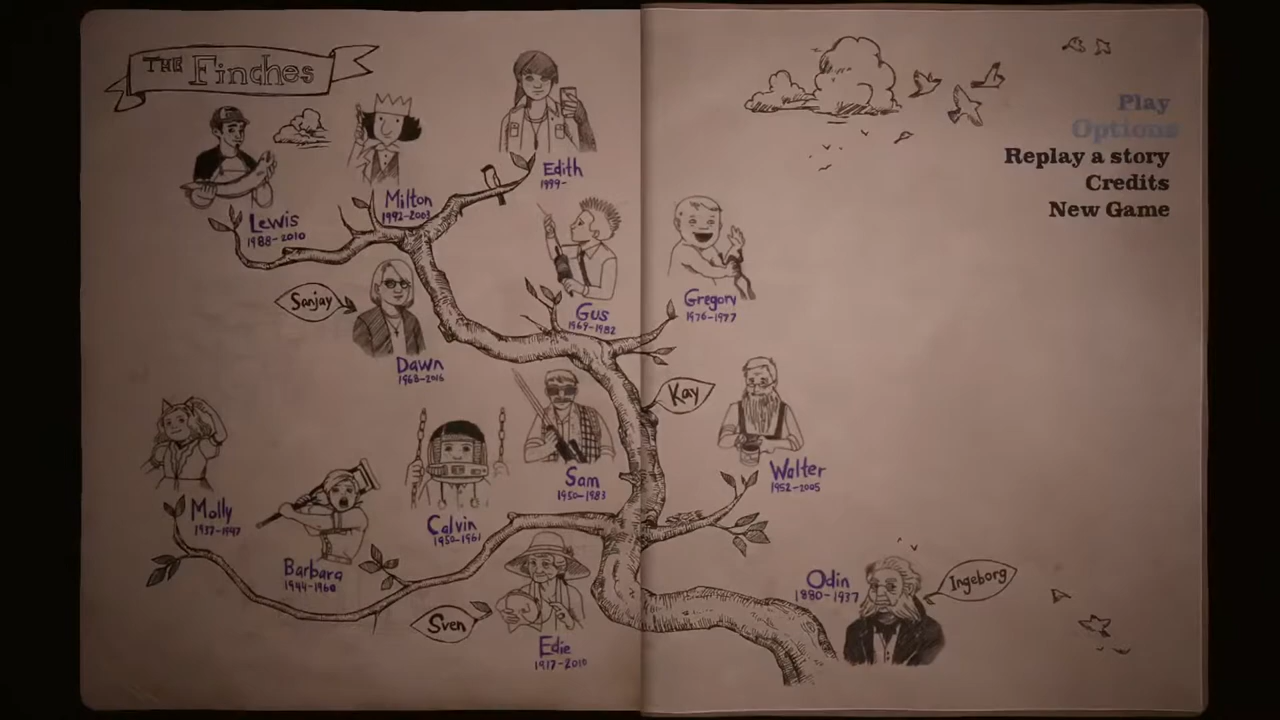 THE Finches
Play
Options
Replay a story
Credits
New Game
Edith
1999-
Milton
1992-2003
Lewis
1988-2010
Sanjay
Dawn
1968-2016
Gus
1969-1982
Gregory
1976-1977
Kay
Walter
1952-2005
Sam
1950-1983
Calvin
1950-1961
Molly
1937-1947
Barbara
1944-1960
Sven
Edie
1917-2010
Odin
1880-1937
Ingeborg